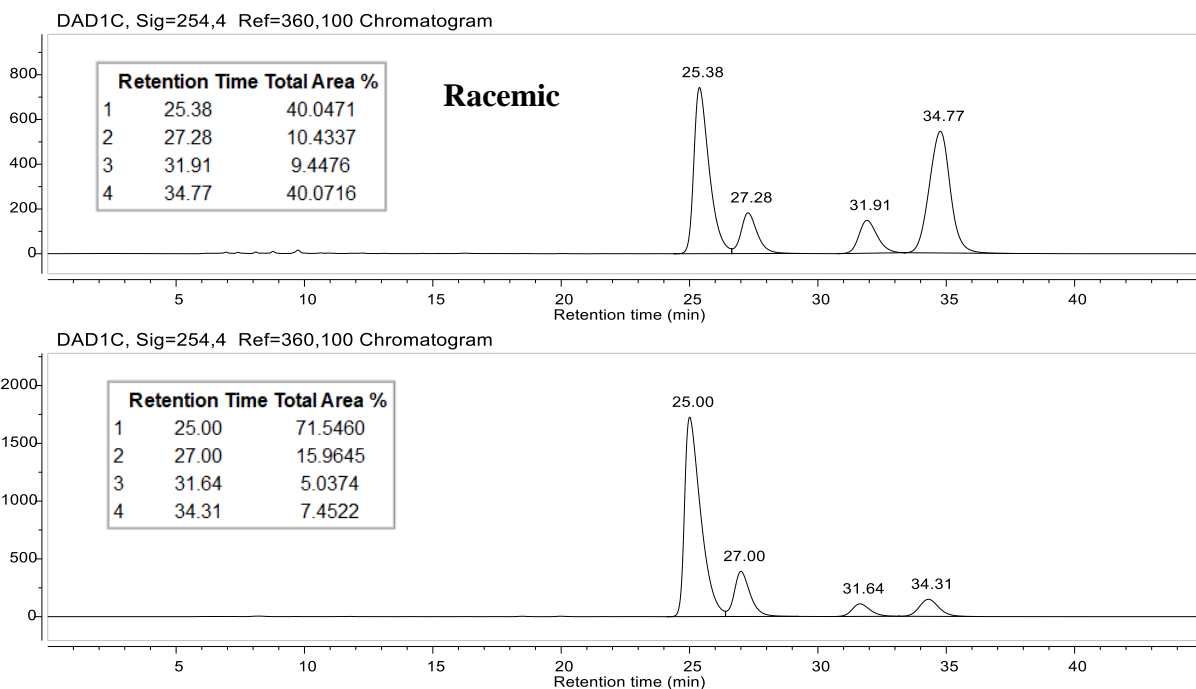 DAD1C, Sig=254,4 Ref=360,100 Chromatogram
Retention Time Total Area %
1 25.38 40.0471
2 27.28 10.4337
3 31.91 9.4476
4 34.77 40.0716
Racemic
25.38
27.28
31.91
34.77
800
600
400
200
0
5 10 15 20 25 30 35 40
Retention time (min)
DAD1C, Sig=254,4 Ref=360,100 Chromatogram
Retention Time Total Area %
1 25.00 71.5460
2 27.00 15.9645
3 31.64 5.0374
4 34.31 7.4522
25.00
27.00
31.64
34.31
2000
1500
1000
500
0
5 10 15 20 25 30 35 40
Retention time (min)